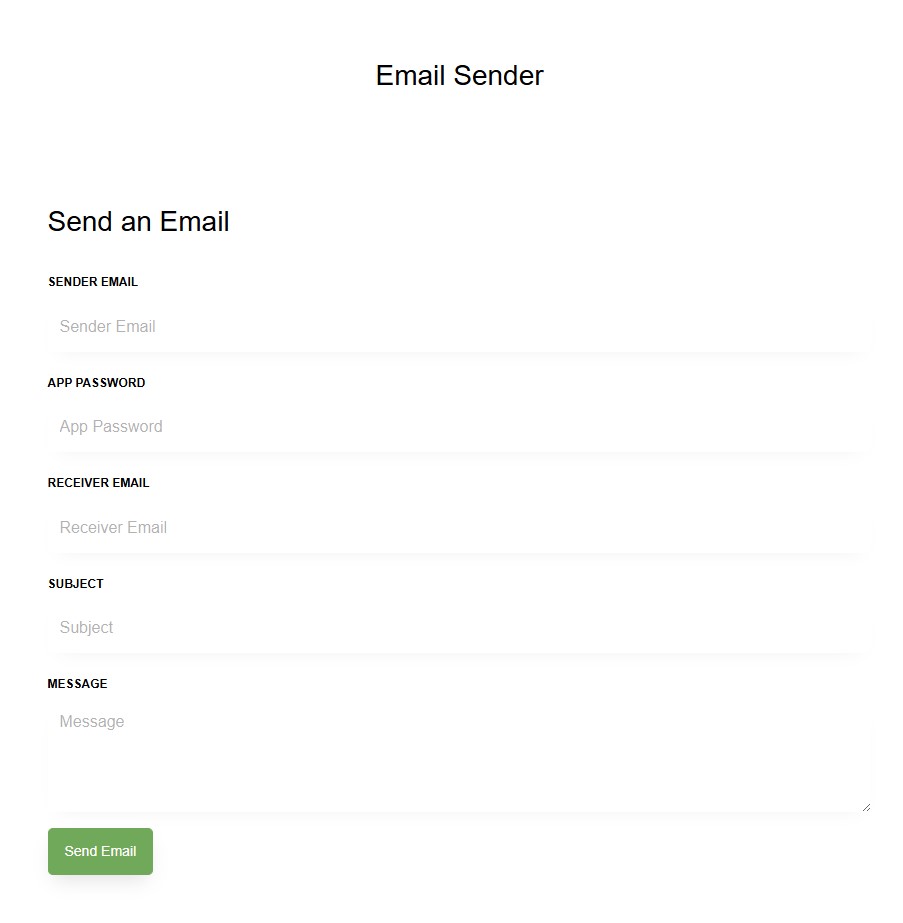 Email Sender
Send an Email
SENDER EMAIL
Sender Email
APP PASSWORD
App Password
RECEIVER EMAIL
Receiver Email
SUBJECT
Subject
MESSAGE
Message
Send Email